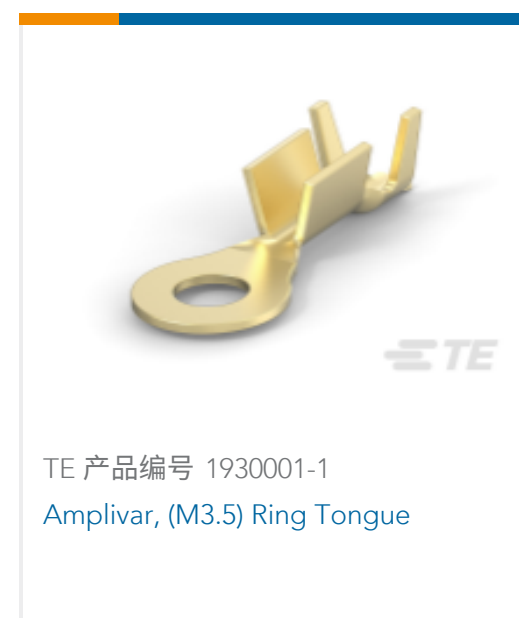 TE
TE 产品编号 1930001-1
Amplivar, (M3.5) Ring Tongue